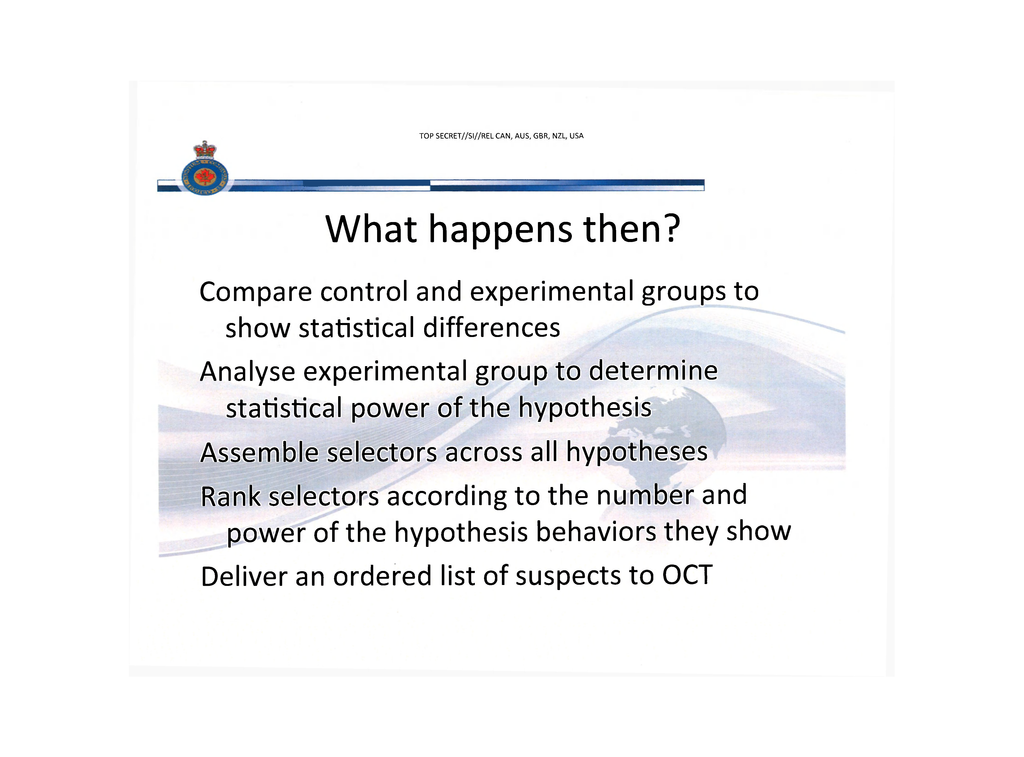 TOP SECRET//SI//REL CAN, AUS, GBR, NZL, USA
What happens then?
Compare control and experimental groups to
show statistical differences
Analyse experimental group to determine
statistical power of the hypothesis
Assemble selectors across all hypotheses
Rank selectors according to the number and
power of the hypothesis behaviors they show
Deliver an ordered list of suspects to OCT